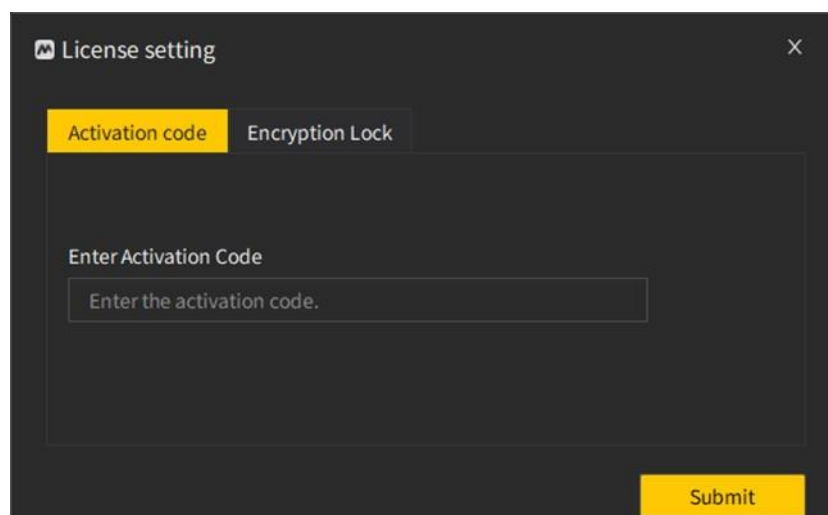 License setting
X
Activation code
Encryption Lock
Enter Activation Code
Enter the activation code.
Submit